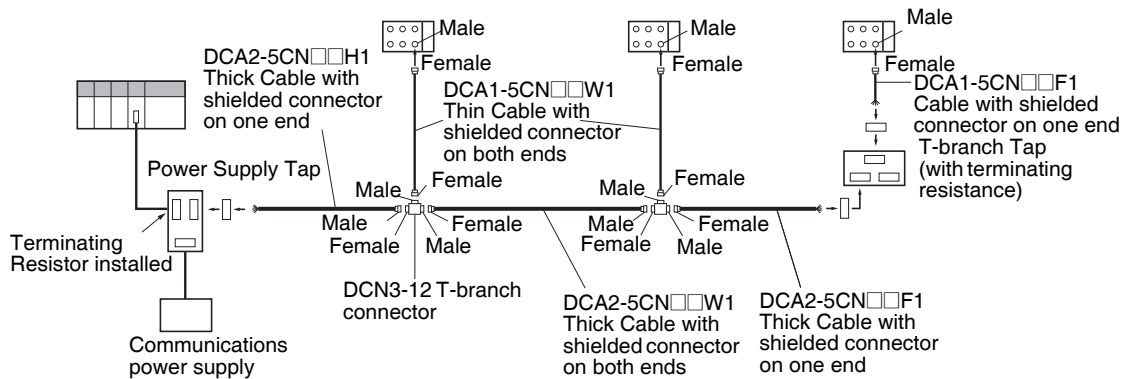 Male
Female
Male
Female
Male
Female
DCA2-5CN□□H1
Thick Cable with
shielded connector
on one end
DCA1-5CN□□W1
Thin Cable with
shielded connector
on both ends
DCA1-5CN□□F1
Cable with shielded
connector on one end
T-branch Tap
(with terminating
resistance)
Power Supply Tap
Male
Female
Male
Female
Male
Female
Male
Female
Male
Female
Male
Female
Terminating
Resistor installed
DCN3-12 T-branch
connector
DCA2-5CN□□W1
Thick Cable with
shielded connector
on both ends
DCA2-5CN□□F1
Thick Cable with
shielded connector
on one end
Communications
power supply